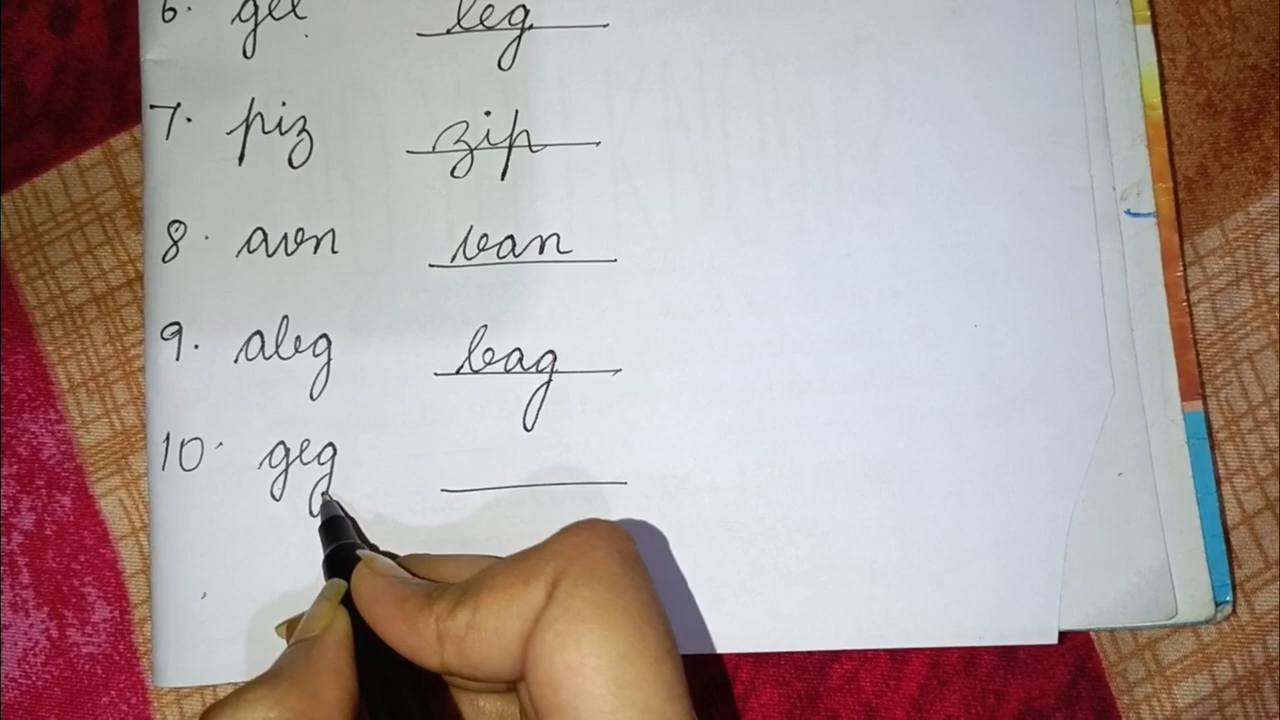 6. gel leg
7. piz zip
8. avn van
9. abg bag
10. geg